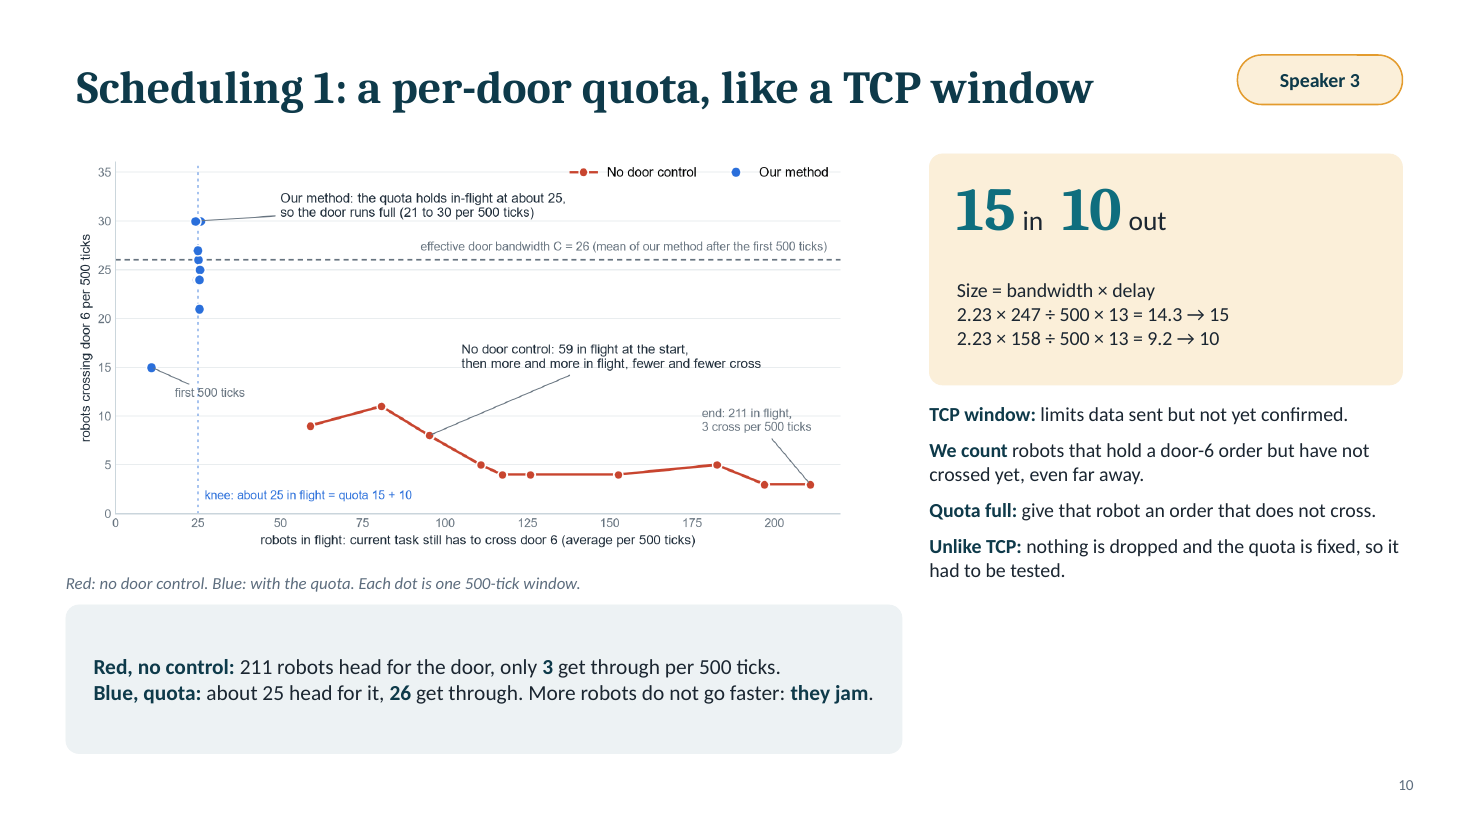 Scheduling 1: a per-door quota, like a TCP window
Speaker 3
No door control
Our method
Our method: the quota holds in-flight at about 25,
so the door runs full (21 to 30 per 500 ticks)
effective door bandwidth C = 26 (mean of our method after the first 500 ticks)
No door control: 59 in flight at the start,
then more and more in flight, fewer and fewer cross
first 500 ticks
end: 211 in flight,
3 cross per 500 ticks
knee: about 25 in flight = quota 15 + 10
robots crossing door 6 per 500 ticks
35
30
25
20
15
10
5
0
0 25 50 75 100 125 150 175 200
robots in flight: current task still has to cross door 6 (average per 500 ticks)
Red: no door control. Blue: with the quota. Each dot is one 500-tick window.
Red, no control: 211 robots head for the door, only 3 get through per 500 ticks.
Blue, quota: about 25 head for it, 26 get through. More robots do not go faster: they jam.
15 in 10 out
Size = bandwidth × delay
2.23 × 247 ÷ 500 × 13 = 14.3 → 15
2.23 × 158 ÷ 500 × 13 = 9.2 → 10
TCP window: limits data sent but not yet confirmed.
We count robots that hold a door-6 order but have not
crossed yet, even far away.
Quota full: give that robot an order that does not cross.
Unlike TCP: nothing is dropped and the quota is fixed, so it
had to be tested.
10